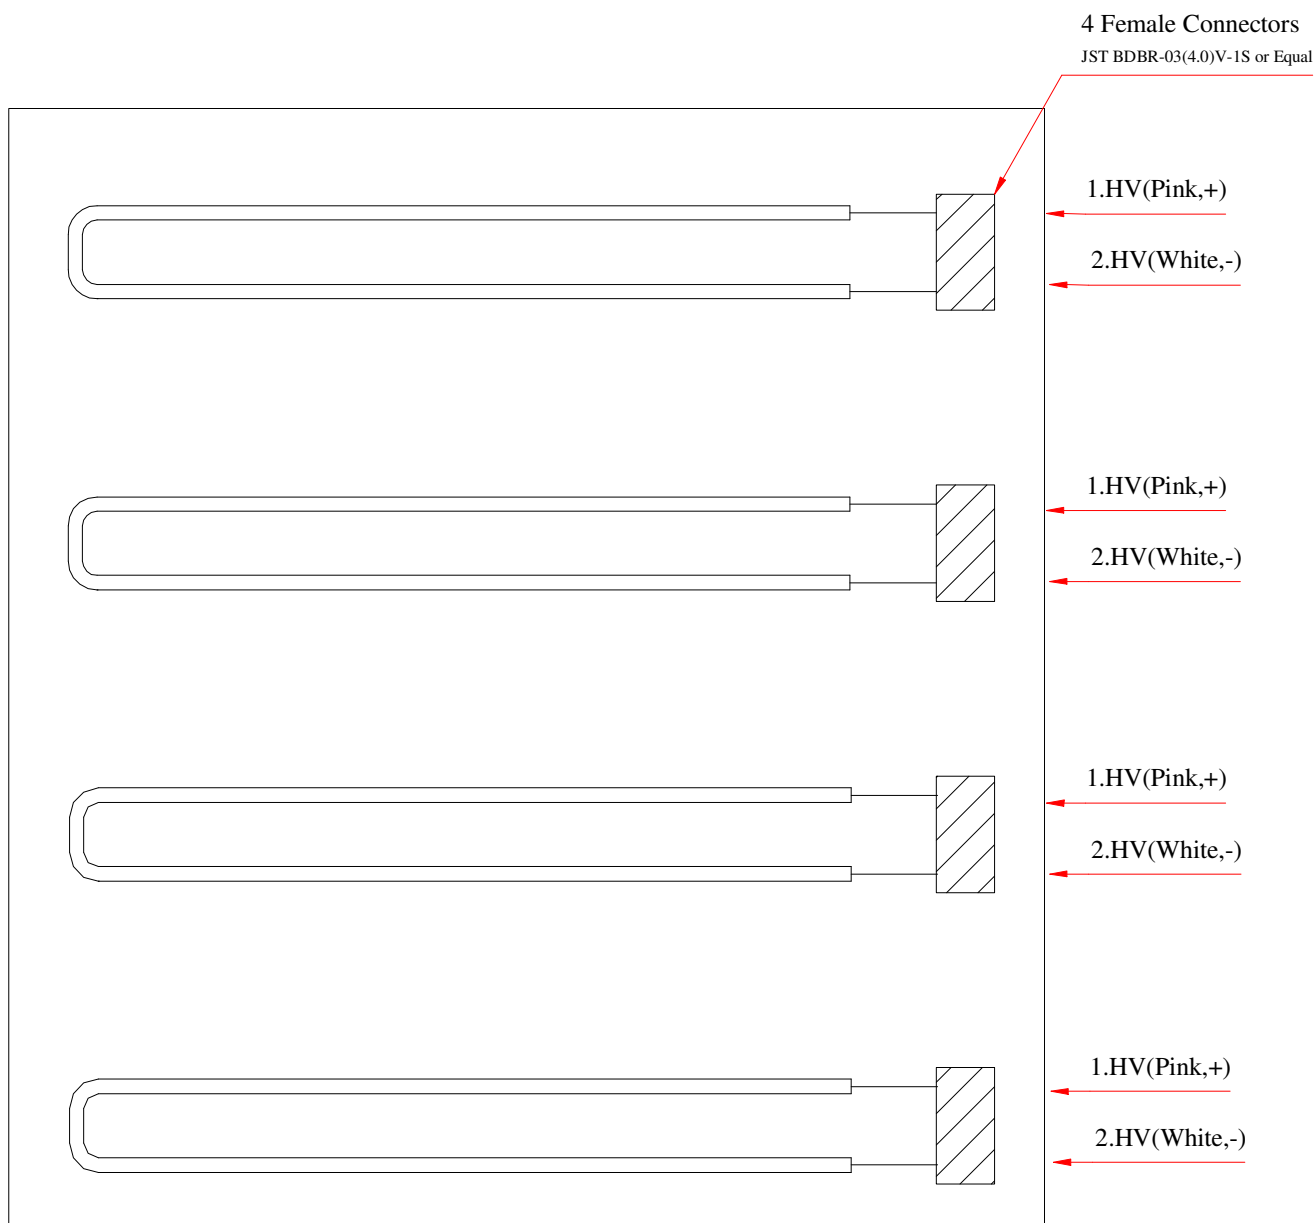 4 Female Connectors
JST BDBR-03(4.0)V-1S or Equal
1.HV(Pink,+)
2.HV(White,-)
1.HV(Pink,+)
2.HV(White,-)
1.HV(Pink,+)
2.HV(White,-)
1.HV(Pink,+)
2.HV(White,-)